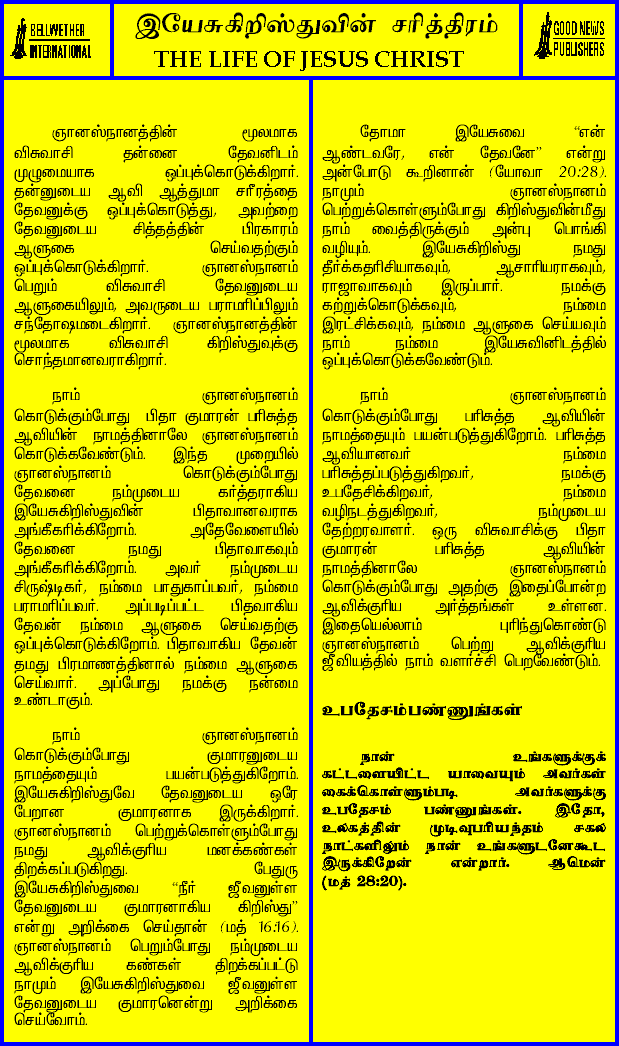 BELLWETHER
INTERNATIONAL
இயேசுகிறிஸ்துவின் சரித்திரம்
THE LIFE OF JESUS CHRIST
GOOD NEWS
PUBLISHERS
ஞானஸ்நானத்தின் மூலமாக
விசுவாசி தன்னை தேவனிடம்
முழுமையாக ஒப்புக்கொடுக்கிறார்.
தன்னுடைய ஆவி ஆத்துமா சரீரத்தை
தேவனுக்கு ஒப்புக்கொடுத்து, அவற்றை
தேவனுடைய சித்தத்தின் பிரகாரம்
ஆளுகை செய்வதற்கும்
ஒப்புக்கொடுக்கிறார். ஞானஸ்நானம்
பெறும் விசுவாசி தேவனுடைய
ஆளுகையிலும், அவருடைய பராமரிப்பிலும்
சந்தோஷமடைகிறார். ஞானஸ்நானத்தின்
மூலமாக விசுவாசி கிறிஸ்துவுக்கு
சொந்தமானவராகிறார்.
நாம் ஞானஸ்நானம்
கொடுக்கும்போது பிதா குமாரன் பரிசுத்த
ஆவியின் நாமத்தினாலே ஞானஸ்நானம்
கொடுக்கவேண்டும். இந்த முறையில்
ஞானஸ்நானம் கொடுக்கும்போது
தேவனை நம்முடைய கர்த்தராகிய
இயேசுகிறிஸ்துவின் பிதாவானவராக
அங்கீகரிக்கிறோம். அதேவேளையில்
தேவனை நமது பிதாவாகவும்
அங்கீகரிக்கிறோம். அவர் நம்முடைய
சிருஷ்டிகர், நம்மை பாதுகாப்பவர், நம்மை
பராமரிப்பவர். அப்படிப்பட்ட பிதவாகிய
தேவன் நம்மை ஆளுகை செய்வதற்கு
ஒப்புக்கொடுக்கிறோம். பிதாவாகிய தேவன்
தமது பிரமாணத்தினால் நம்மை ஆளுகை
செய்வார். அப்போது நமக்கு நன்மை
உண்டாகும்.
நாம் ஞானஸ்நானம்
கொடுக்கும்போது குமாரனுடைய
நாமத்தையும் பயன்படுத்துகிறோம்.
இயேசுகிறிஸ்துவே தேவனுடைய ஒரே
பேறான குமாரனாக இருக்கிறார்.
ஞானஸ்நானம் பெற்றுக்கொள்ளும்போது
நமது ஆவிக்குரிய மனக்கண்கள்
திறக்கப்படுகிறது. பேதுரு
இயேசுகிறிஸ்துவை “நீர் ஜீவனுள்ள
தேவனுடைய குமாரனாகிய கிறிஸ்து”
என்று அறிக்கை செய்தான் (மத் 16:16).
ஞானஸ்நானம் பெறும்போது நம்முடைய
ஆவிக்குரிய கண்கள் திறக்கப்பட்டு
நாமும் இயேசுகிறிஸ்துவை ஜீவனுள்ள
தேவனுடைய குமாரனென்று அறிக்கை
செய்வோம்.
தோமா இயேசுவை “என்
ஆண்டவரே, என் தேவனே” என்று
அன்போடு கூறினான் (யோவா 20:28).
நாமும் ஞானஸ்நானம்
பெற்றுக்கொள்ளும்போது கிறிஸ்துவின்மீது
நாம் வைத்திருக்கும் அன்பு பொங்கி
வழியும். இயேசுகிறிஸ்து நமது
தீர்க்கதரிசியாகவும், ஆசாரியராகவும்,
ராஜாவாகவும் இருப்பார். நமக்கு
கற்றுக்கொடுக்கவும், நம்மை
இரட்சிக்கவும், நம்மை ஆளுகை செய்யவும்
நாம் நம்மை இயேசுவினிடத்தில்
ஒப்புக்கொடுக்கவேண்டும்.
நாம் ஞானஸ்நானம்
கொடுக்கும்போது பரிசுத்த ஆவியின்
நாமத்தையும் பயன்படுத்துகிறோம். பரிசுத்த
ஆவியானவர் நம்மை
பரிசுத்தப்படுத்துகிறவர், நமக்கு
உபதேசிக்கிறவர், நம்மை
வழிநடத்துகிறவர், நம்முடைய
தேற்றரவாளர். ஒரு விசுவாசிக்கு பிதா
குமாரன் பரிசுத்த ஆவியின்
நாமத்தினாலே ஞானஸ்நானம்
கொடுக்கும்போது அதற்கு இதைப்போன்ற
ஆவிக்குரிய அர்த்தங்கள் உள்ளன.
இதையெல்லாம் புரிந்துகொண்டு
ஞானஸ்நானம் பெற்று ஆவிக்குரிய
ஜீவியத்தில் நாம் வளர்ச்சி பெறவேண்டும்.
உபதேசம்பண்ணுங்கள்
நான் உங்களுக்குக்
கட்டளையிட்ட யாவையும் அவர்கள்
கைக்கொள்ளும்படி அவர்களுக்கு
உபதேசம் பண்ணுங்கள். இதோ,
உலகத்தின் முடிவுபரியந்தம் சகல
நாட்களிலும் நான் உங்களுடனேகூட
இருக்கிறேன் என்றார். ஆமென்
(மத் 28:20).